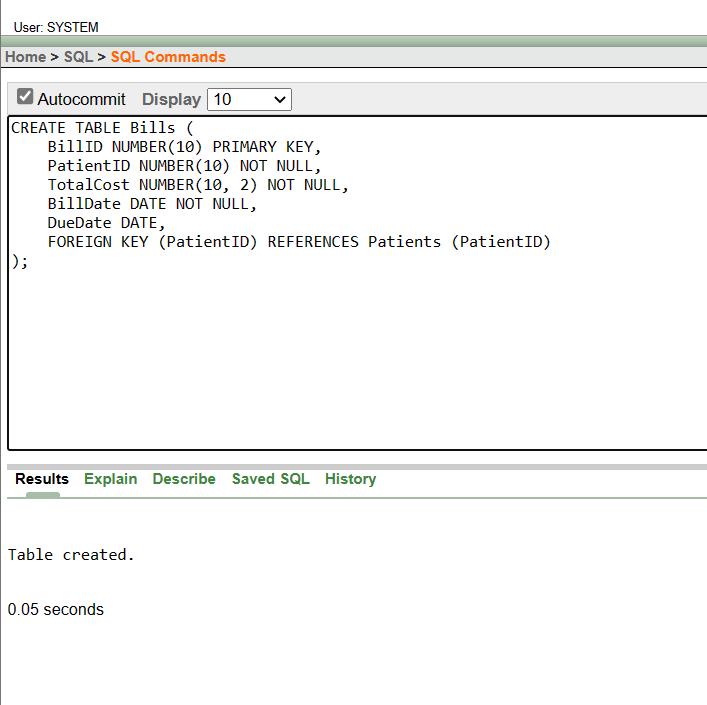 User: SYSTEM
Home > SQL > SQL Commands
Autocommit Display 10
CREATE TABLE Bills (
    BillID NUMBER(10) PRIMARY KEY,
    PatientID NUMBER(10) NOT NULL,
    TotalCost NUMBER(10, 2) NOT NULL,
    BillDate DATE NOT NULL,
    DueDate DATE,
    FOREIGN KEY (PatientID) REFERENCES Patients (PatientID)
);
Results Explain Describe Saved SQL History
Table created.
0.05 seconds